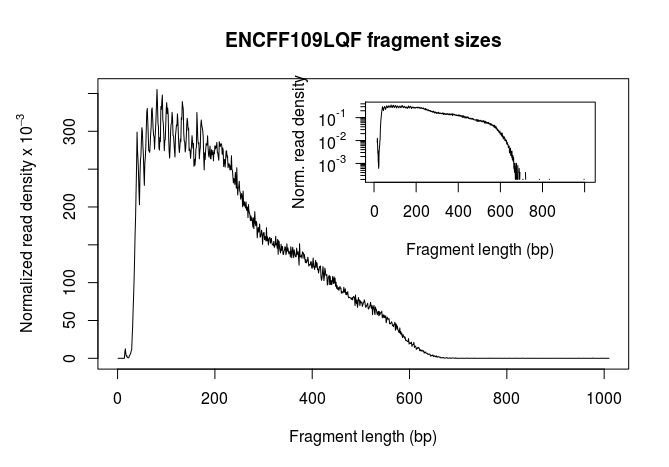 ENCFF109LQF fragment sizes
Normalized read density x 10⁻³
300
200
100
50
0
0 200 400 600 800 1000
Fragment length (bp)
Norm. read density
10⁻¹
10⁻²
10⁻³
0 200 400 600 800
Fragment length (bp)